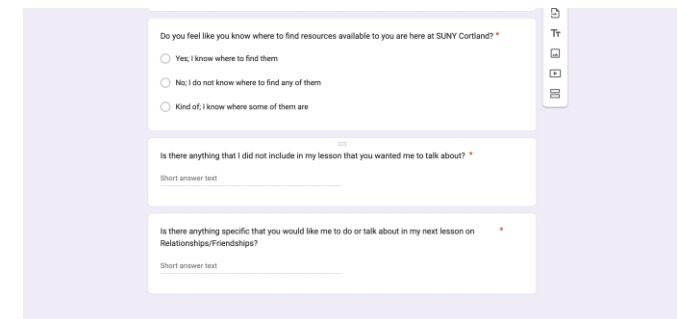 Do you feel like you know where to find resources available to you are here at SUNY Cortland? *
Yes; I know where to find them
No; I do not know where to find any of them
Kind of; I know where some of them are
Is there anything that I did not include in my lesson that you wanted me to talk about? *
Short answer text
Is there anything specific that you would like me to do or talk about in my next lesson on *
Relationships/Friendships?
Short answer text